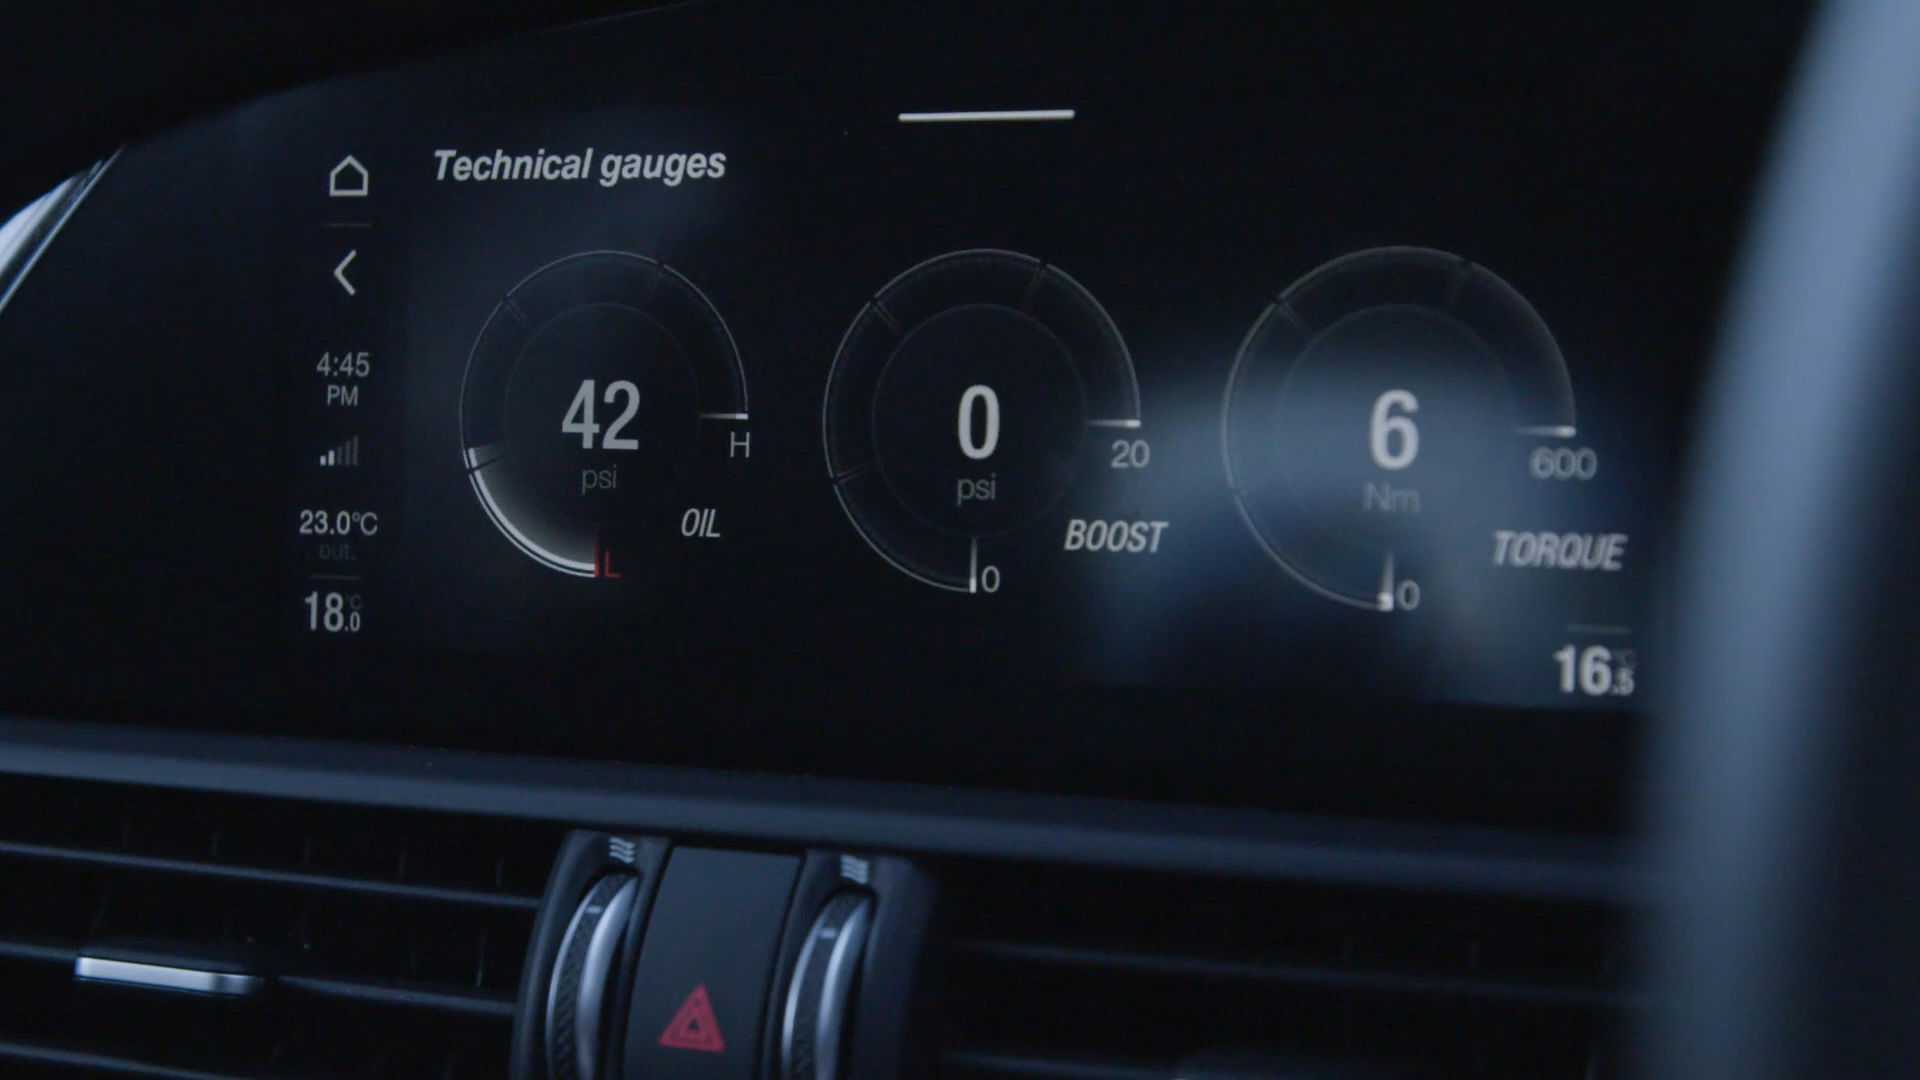 Technical gauges
4:45
PM
23.0°C
out.
18.0 °C
42
psi
H
L
OIL
0
psi
20
0
BOOST
6
Nm
600
0
TORQUE
16.5 °C